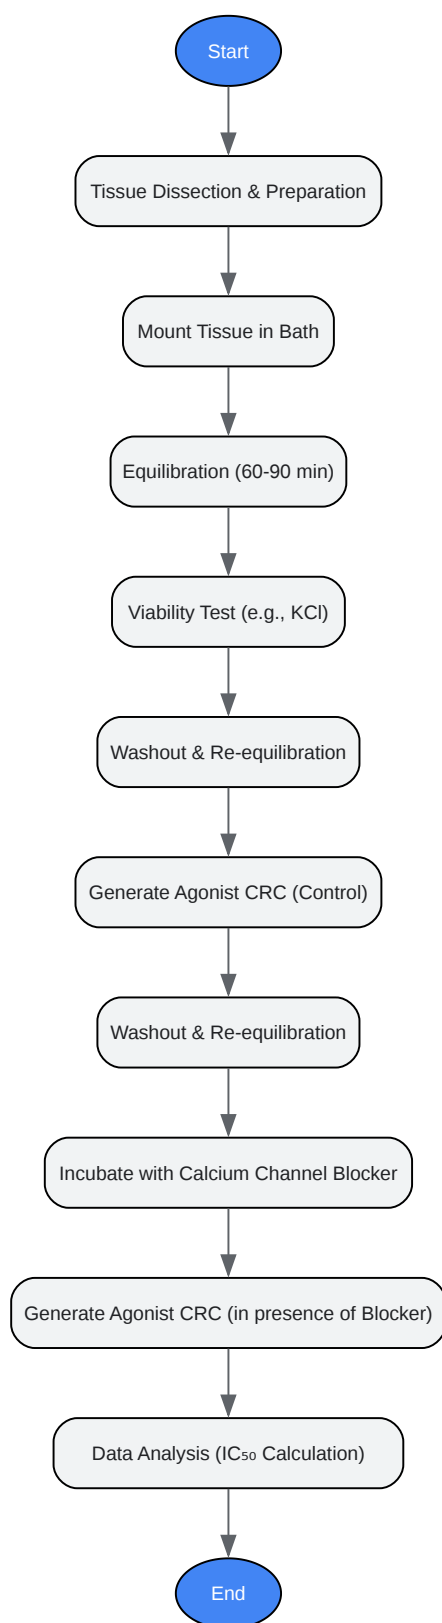 Start
Tissue Dissection & Preparation
Mount Tissue in Bath
Equilibration (60-90 min)
Viability Test (e.g., KCl)
Washout & Re-equilibration
Generate Agonist CRC (Control)
Washout & Re-equilibration
Incubate with Calcium Channel Blocker
Generate Agonist CRC (in presence of Blocker)
Data Analysis (IC₅₀ Calculation)
End